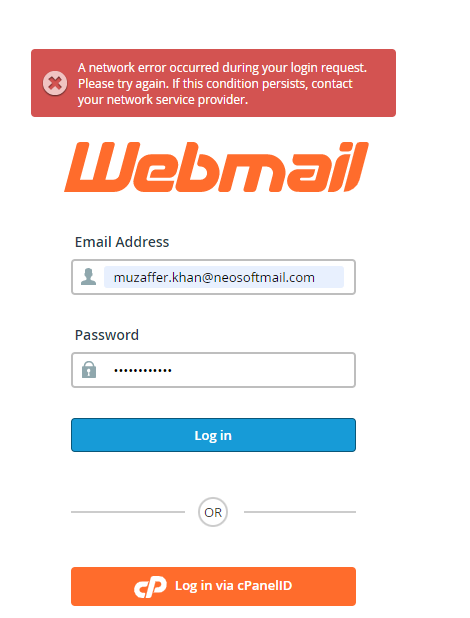 A network error occurred during your login request.
Please try again. If this condition persists, contact
your network service provider.
Webmail
Email Address
muzaffer.khan@neosoftmail.com
Password
••••••••••••
Log in
OR
cP Log in via cPanelID